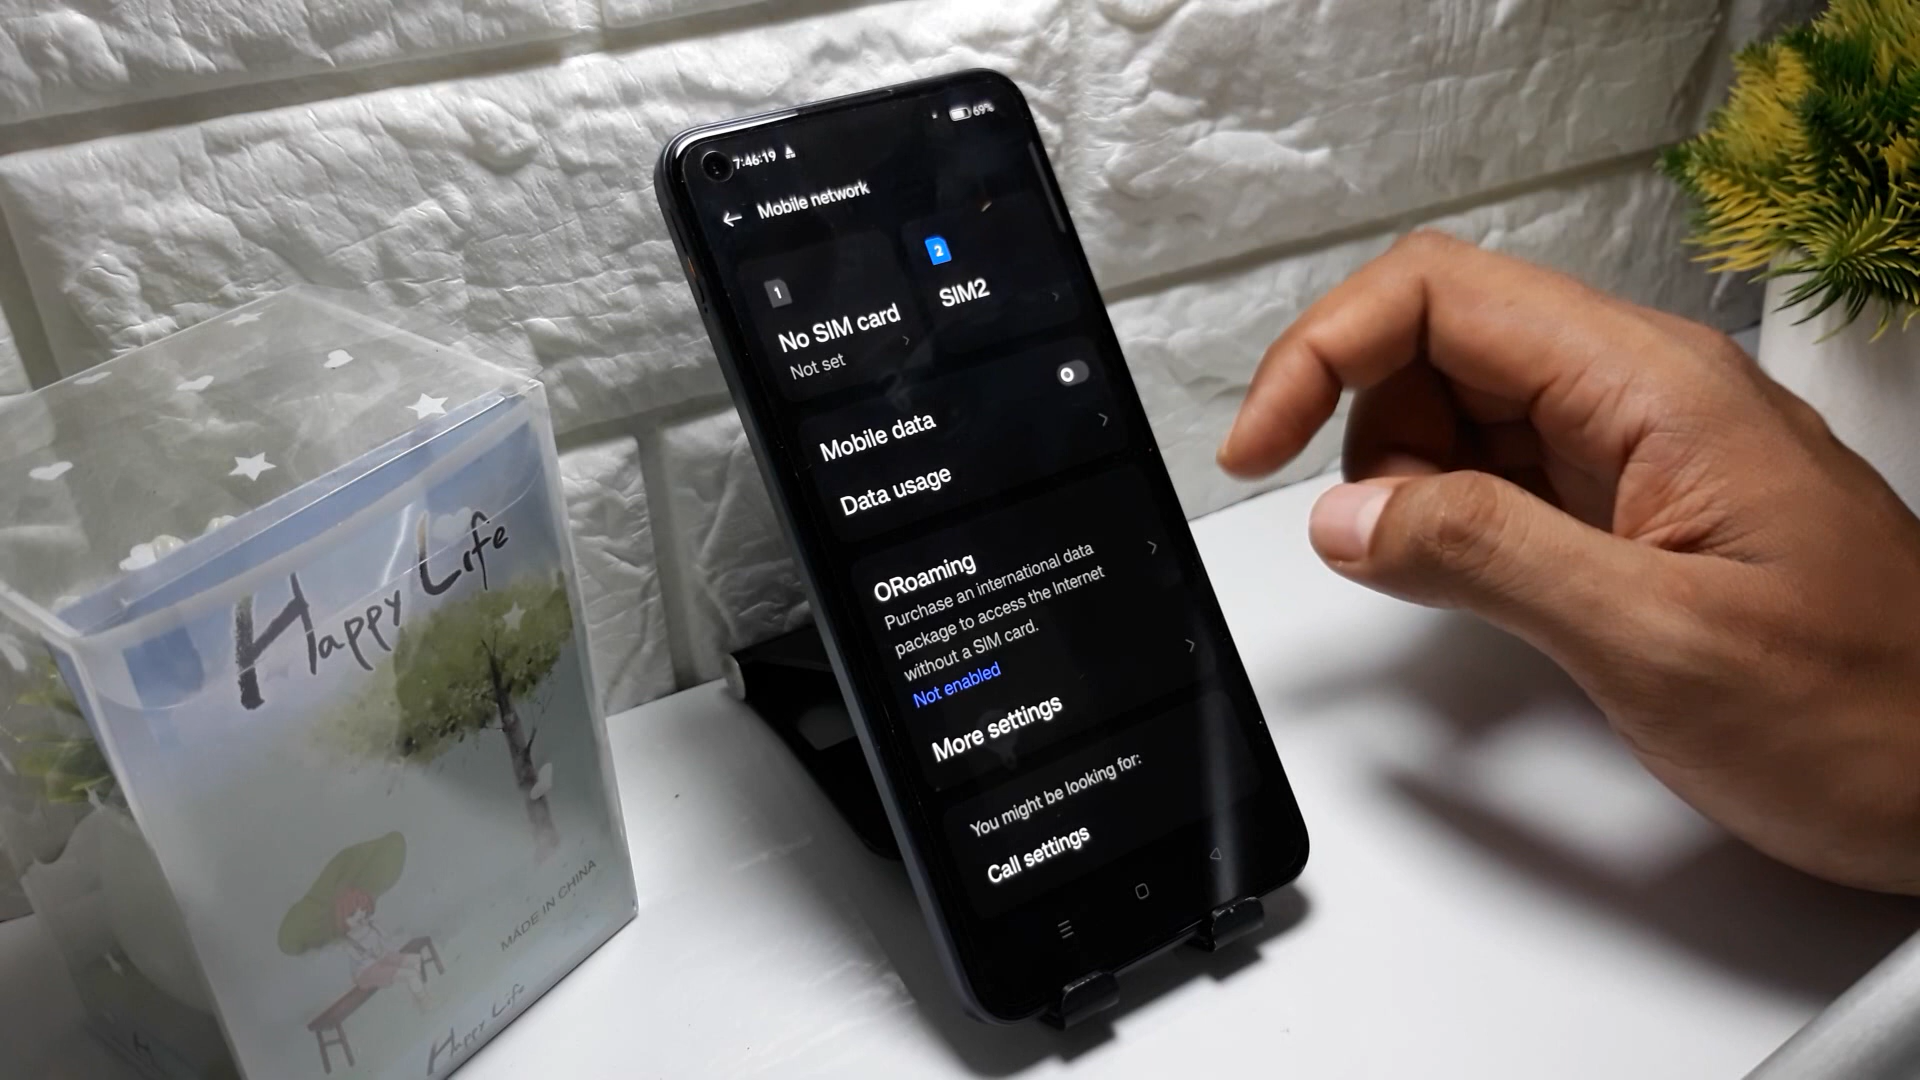 7:46:19
69%
Mobile network
1
No SIM card
Not set
2
SIM2
Mobile data
Data usage
ORoaming
Purchase an international data
package to access the Internet
without a SIM card.
Not enabled
More settings
You might be looking for:
Call settings
Happy Life
MADE IN CHINA
Happy Life